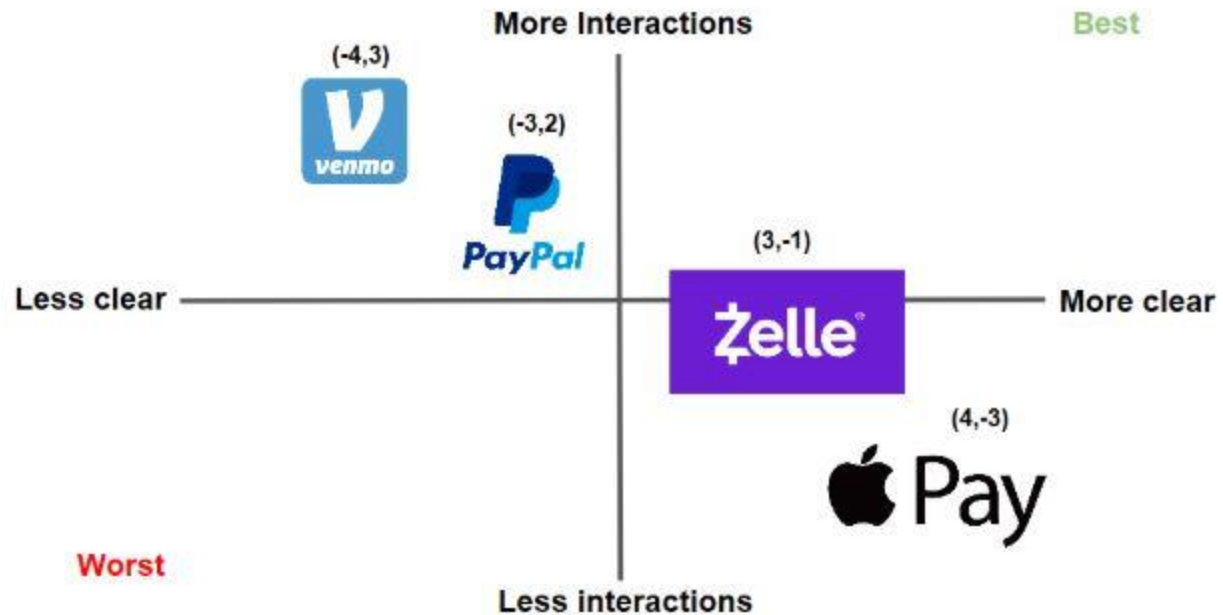 More Interactions
Best
(-4,3)
V
venmo
(-3,2)
PayPal
(3,-1)
Less clear
More clear
Zelle®
(4,-3)
Pay
Worst
Less interactions